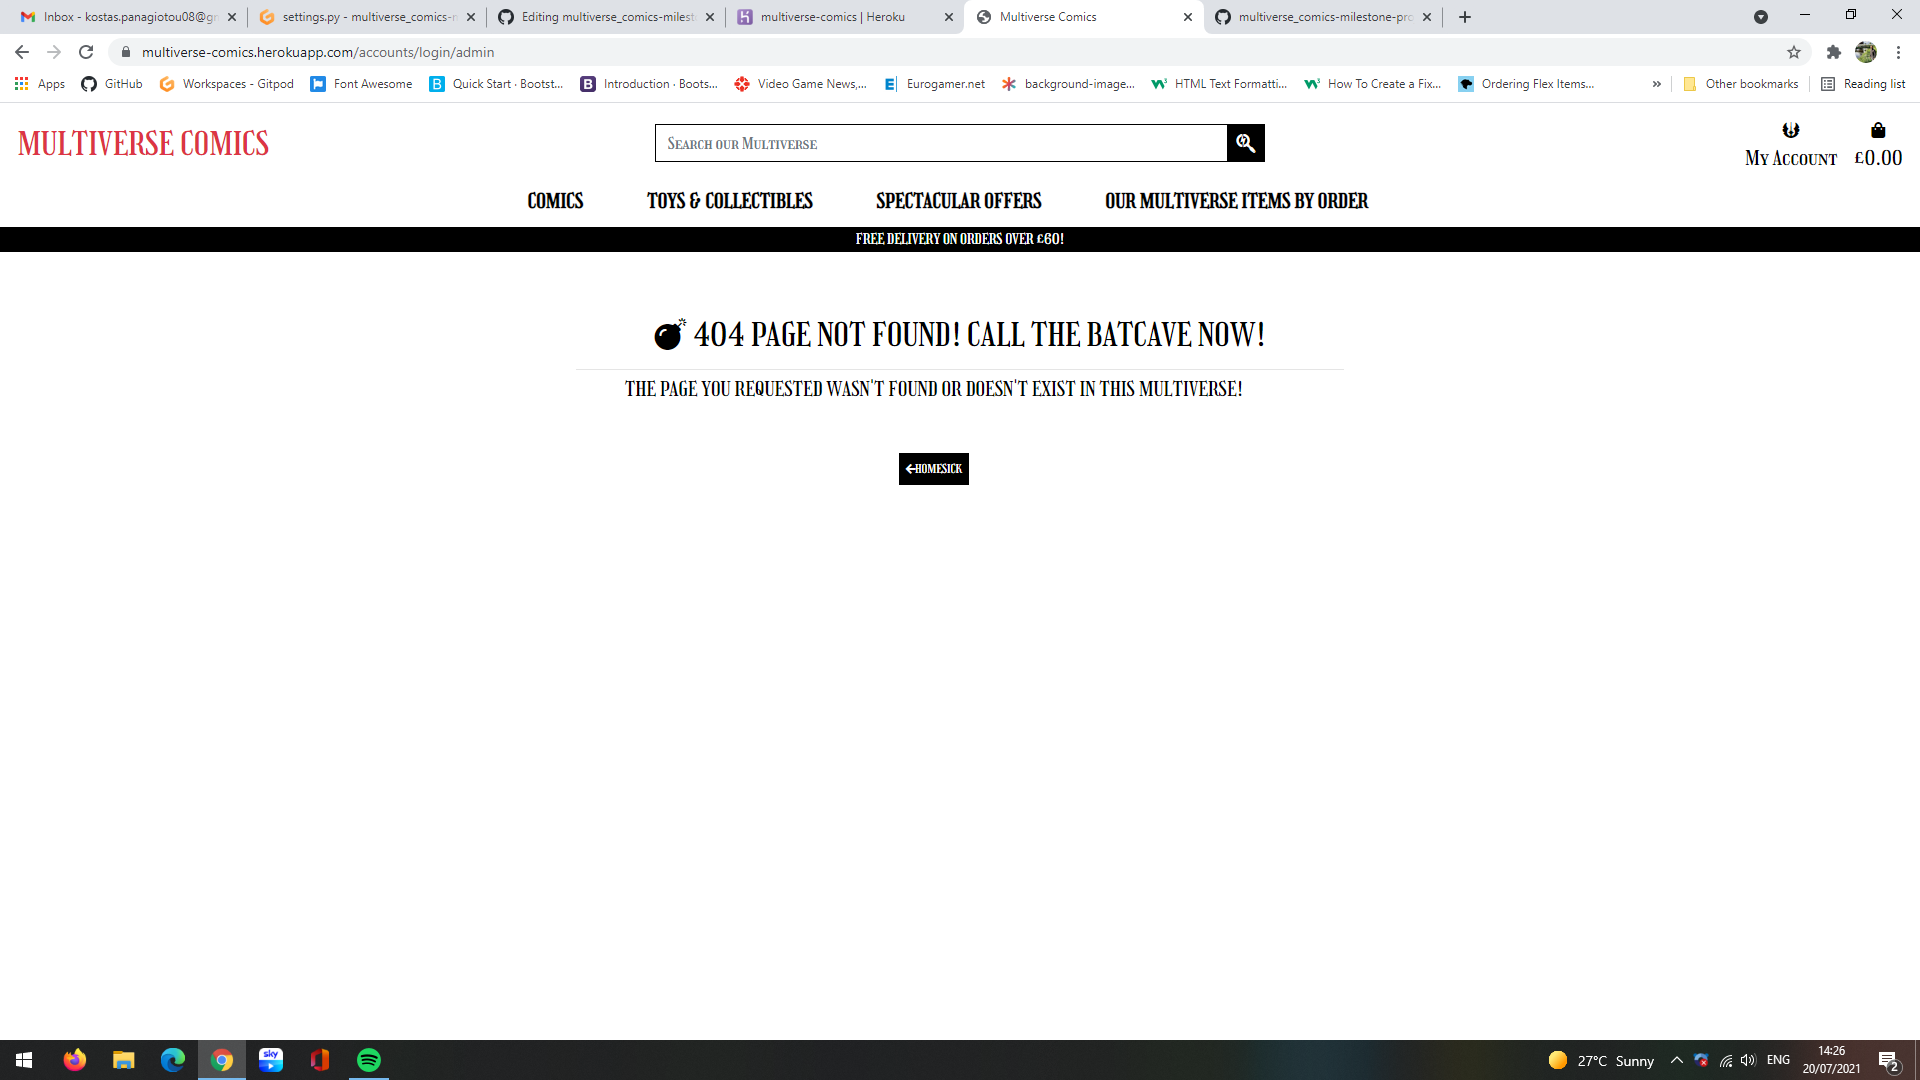 Inbox - kostas.panagiotou08@gm
settings.py - multiverse_comics-m
Editing multiverse_comics-milest
multiverse-comics | Heroku
Multiverse Comics
multiverse_comics-milestone-pro
multiverse-comics.herokuapp.com/accounts/login/admin
Apps
GitHub
Workspaces - Gitpod
Font Awesome
Quick Start · Bootst...
Introduction · Boots...
Video Game News,...
Eurogamer.net
background-image...
HTML Text Formatti...
How To Create a Fix...
Ordering Flex Items...
»
Other bookmarks
Reading list
MULTIVERSE COMICS
Search our Multiverse
My Account
£0.00
COMICS
TOYS & COLLECTIBLES
SPECTACULAR OFFERS
OUR MULTIVERSE ITEMS BY ORDER
FREE DELIVERY ON ORDERS OVER £60!
404 PAGE NOT FOUND! CALL THE BATCAVE NOW!
THE PAGE YOU REQUESTED WASN'T FOUND OR DOESN'T EXIST IN THIS MULTIVERSE!
HOMESICK
sky
27°C Sunny
ENG
14:26
20/07/2021
2